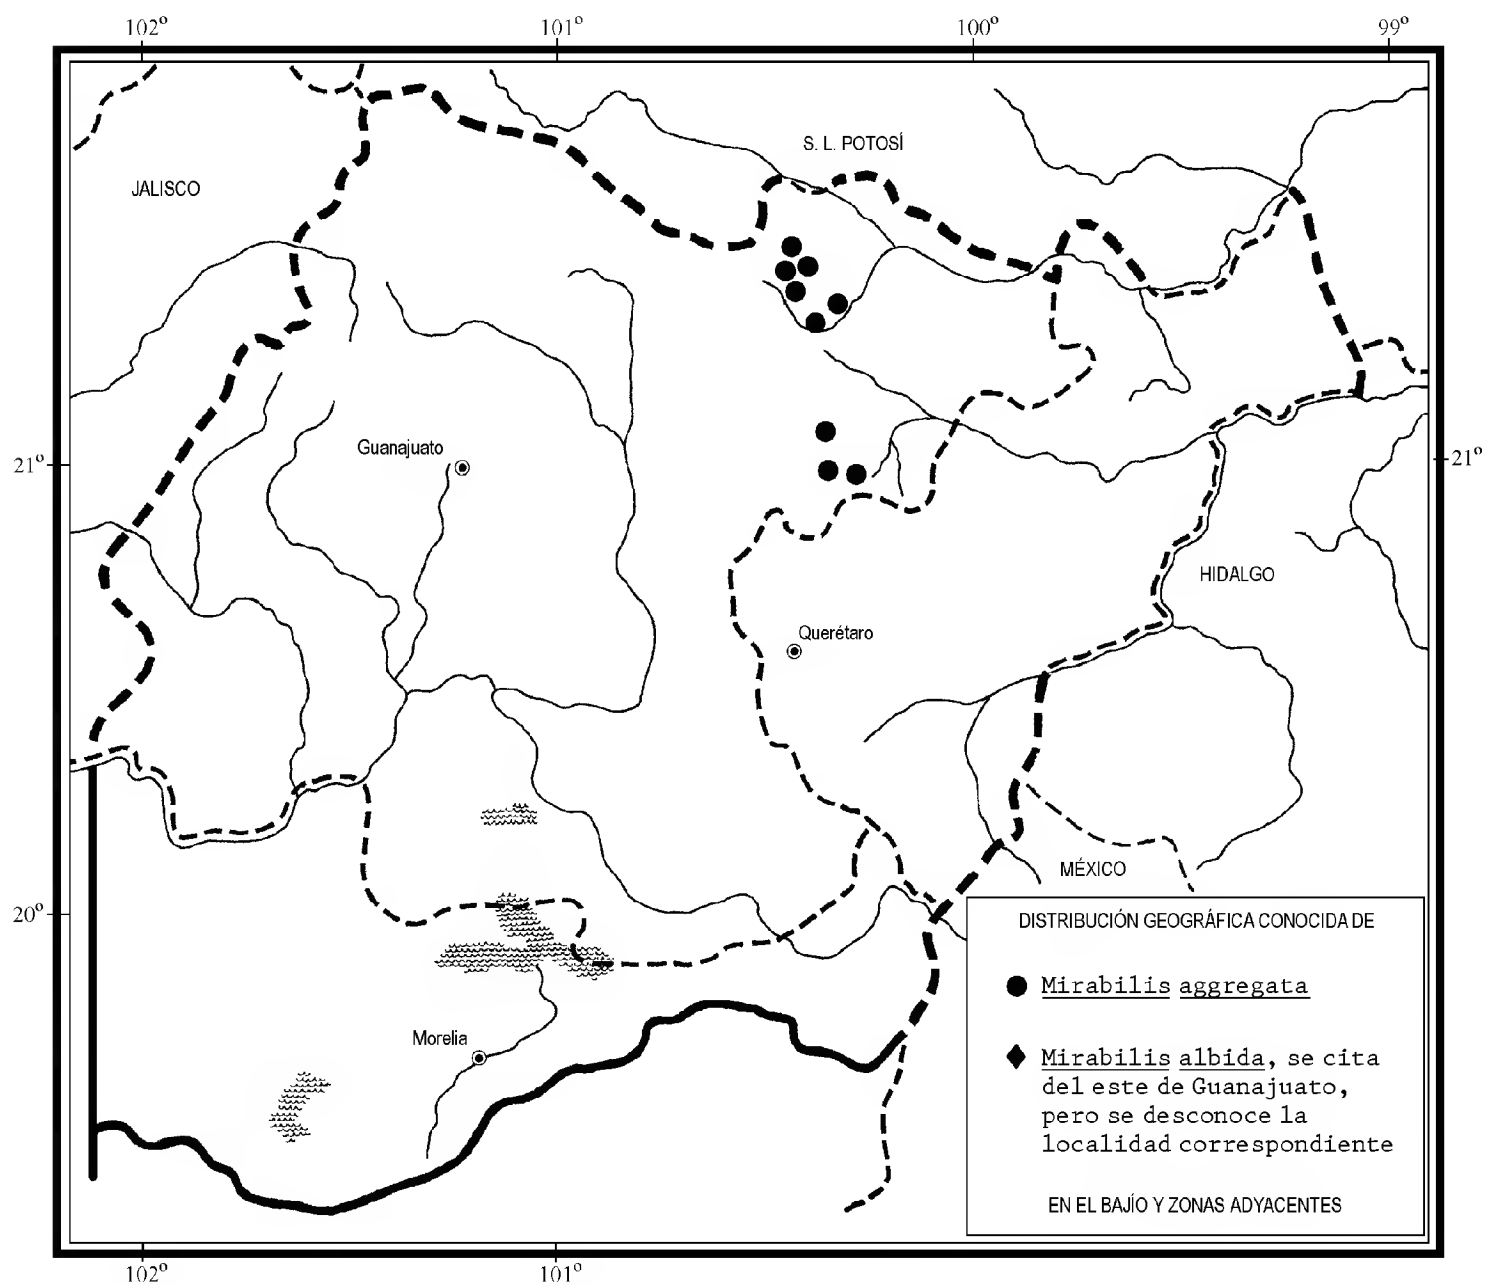 102º 101º 100º 99º
S. L. POTOSÍ
JALISCO
Guanajuato
21º 21º
HIDALGO
Querétaro
MÉXICO
20º
DISTRIBUCIÓN GEOGRÁFICA CONOCIDA DE
Mirabilis aggregata
Morelia
Mirabilis albida, se cita
del este de Guanajuato,
pero se desconoce la
localidad correspondiente
EN EL BAJÍO Y ZONAS ADYACENTES
102º 101º